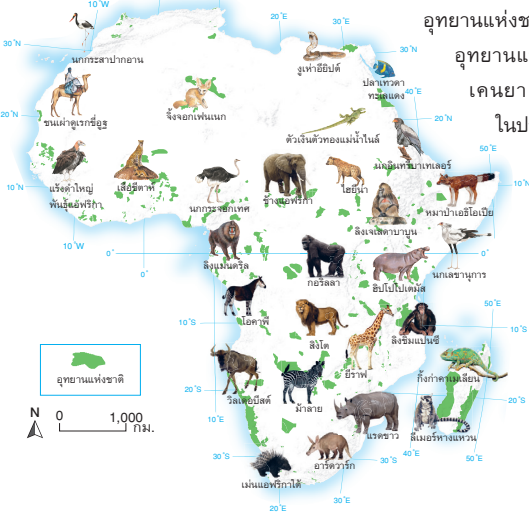 อุทยานแห่งช
อุทยานแ
เคนยา
ในป
10°W
20°E
30°N
30°N
นกกระสาปากอาน
งูเห่าอียิปต์
ปลาเทวดา
ทะเลแดง
40°E
20°N
20°N
ชนเผ่าตูเรกขี่อูฐ
จิ้งจอกเฟนเนก
ตัวเงินตัวทองแม่น้ำไนล์
นกอินทรีบาเทเลอร์
50°E
10°N
10°N
แร้งดำใหญ่
พันธุ์แอฟริกา
เสือชีตาห์
นกกระจอกเทศ
ช้างแอฟริกา
ไฮยีนา
ลิงเจเลดาบาบูน
หมาป่าเอธิโอเปีย
10°W
0°
0°
0°
ลิงแมนดริล
กอริลลา
ฮิปโปโปเตมัส
นกเลขานุการ
โอคาพี
สิงโต
ยีราฟ
ลิงชิมแปนซี
50°E
10°S
10°S
กิ้งก่าคาเมเลียน
อุทยานแห่งชาติ
วิลเดอบีสต์
ม้าลาย
20°S
20°S
N
0
1,000
กม.
10°E
แรดขาว
ลีเมอร์หางแหวน
30°S
อาร์ดวาร์ก
30°S
40°E
50°E
เม่นแอฟริกาใต้
20°E
30°E